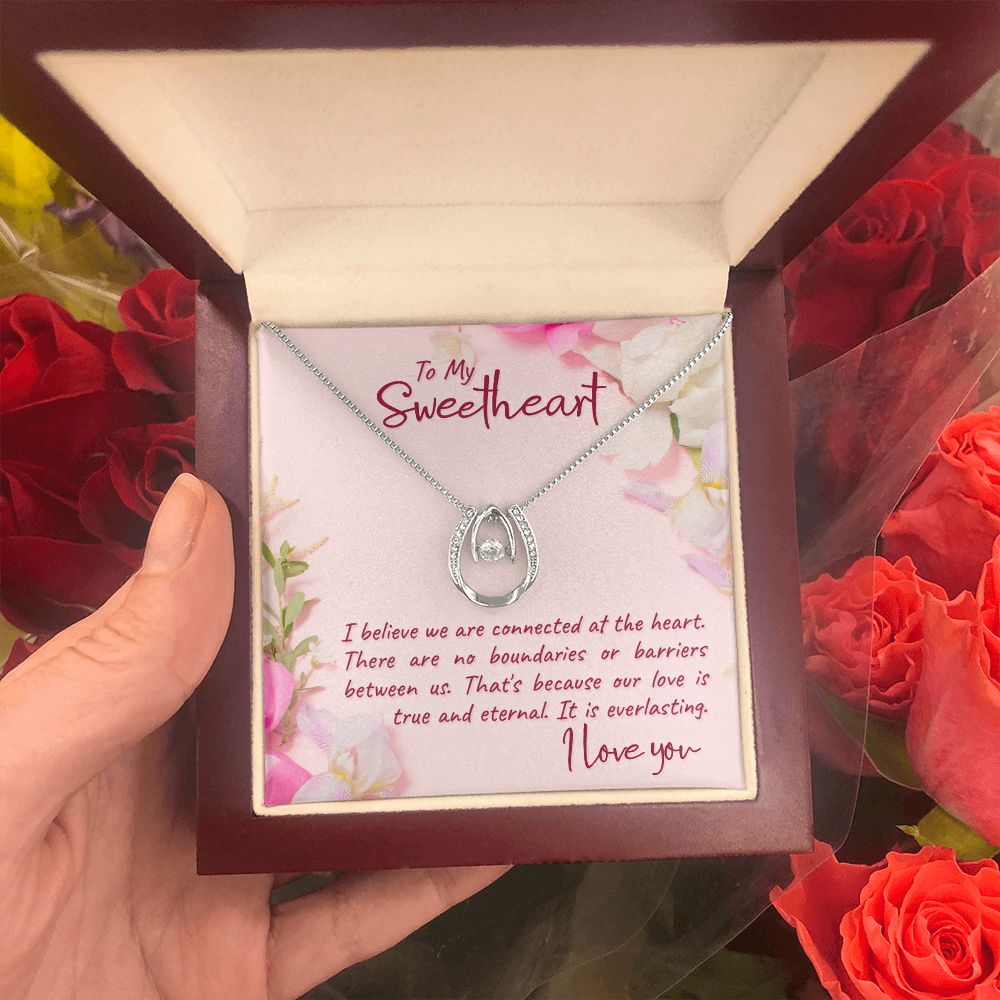 To My
Sweetheart
I believe we are connected at the heart.
There are no boundaries or barriers
between us. That's because our love is
true and eternal. It is everlasting.
I love you